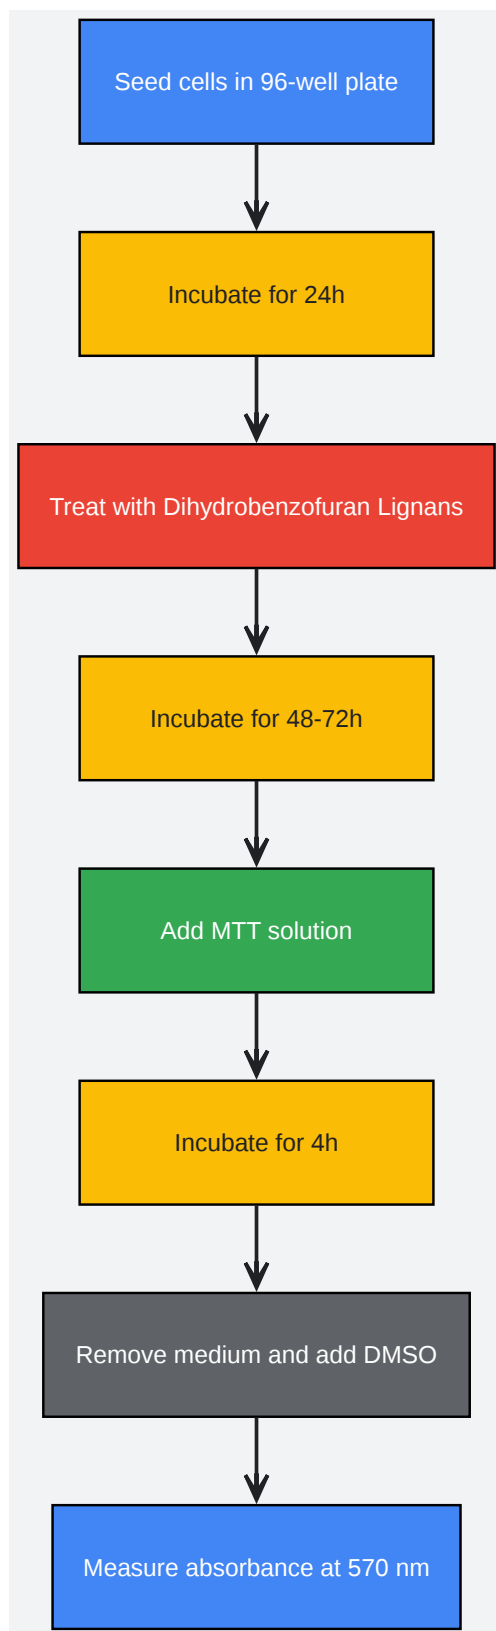 Seed cells in 96-well plate
Incubate for 24h
Treat with Dihydrobenzofuran Lignans
Incubate for 48-72h
Add MTT solution
Incubate for 4h
Remove medium and add DMSO
Measure absorbance at 570 nm